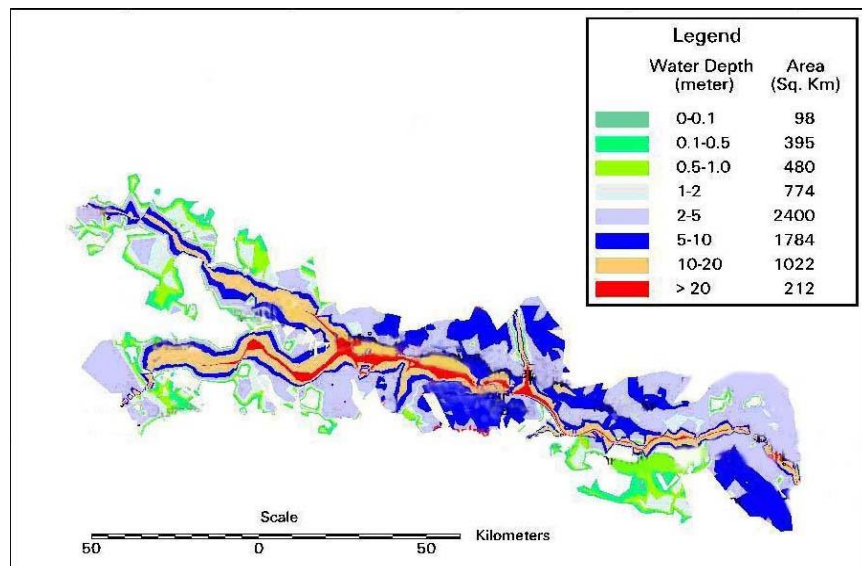 Legend
Water Depth Area
(meter) (Sq. Km)
0-0.1 98
0.1-0.5 395
0.5-1.0 480
1-2 774
2-5 2400
5-10 1784
10-20 1022
> 20 212
Scale
Kilometers
50 0 50